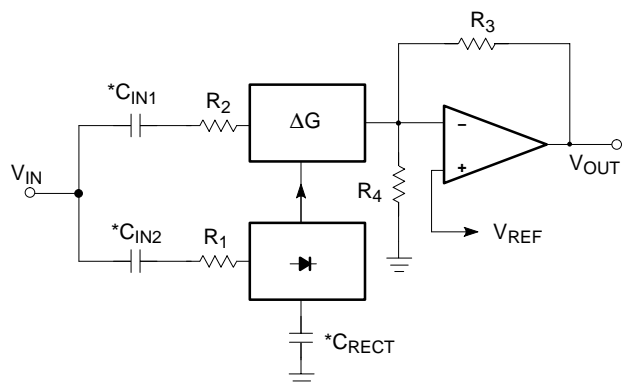 R3
*CIN1
R2
ΔG
−
+
VIN
VOUT
R4
*CIN2
R1
VREF
*CRECT